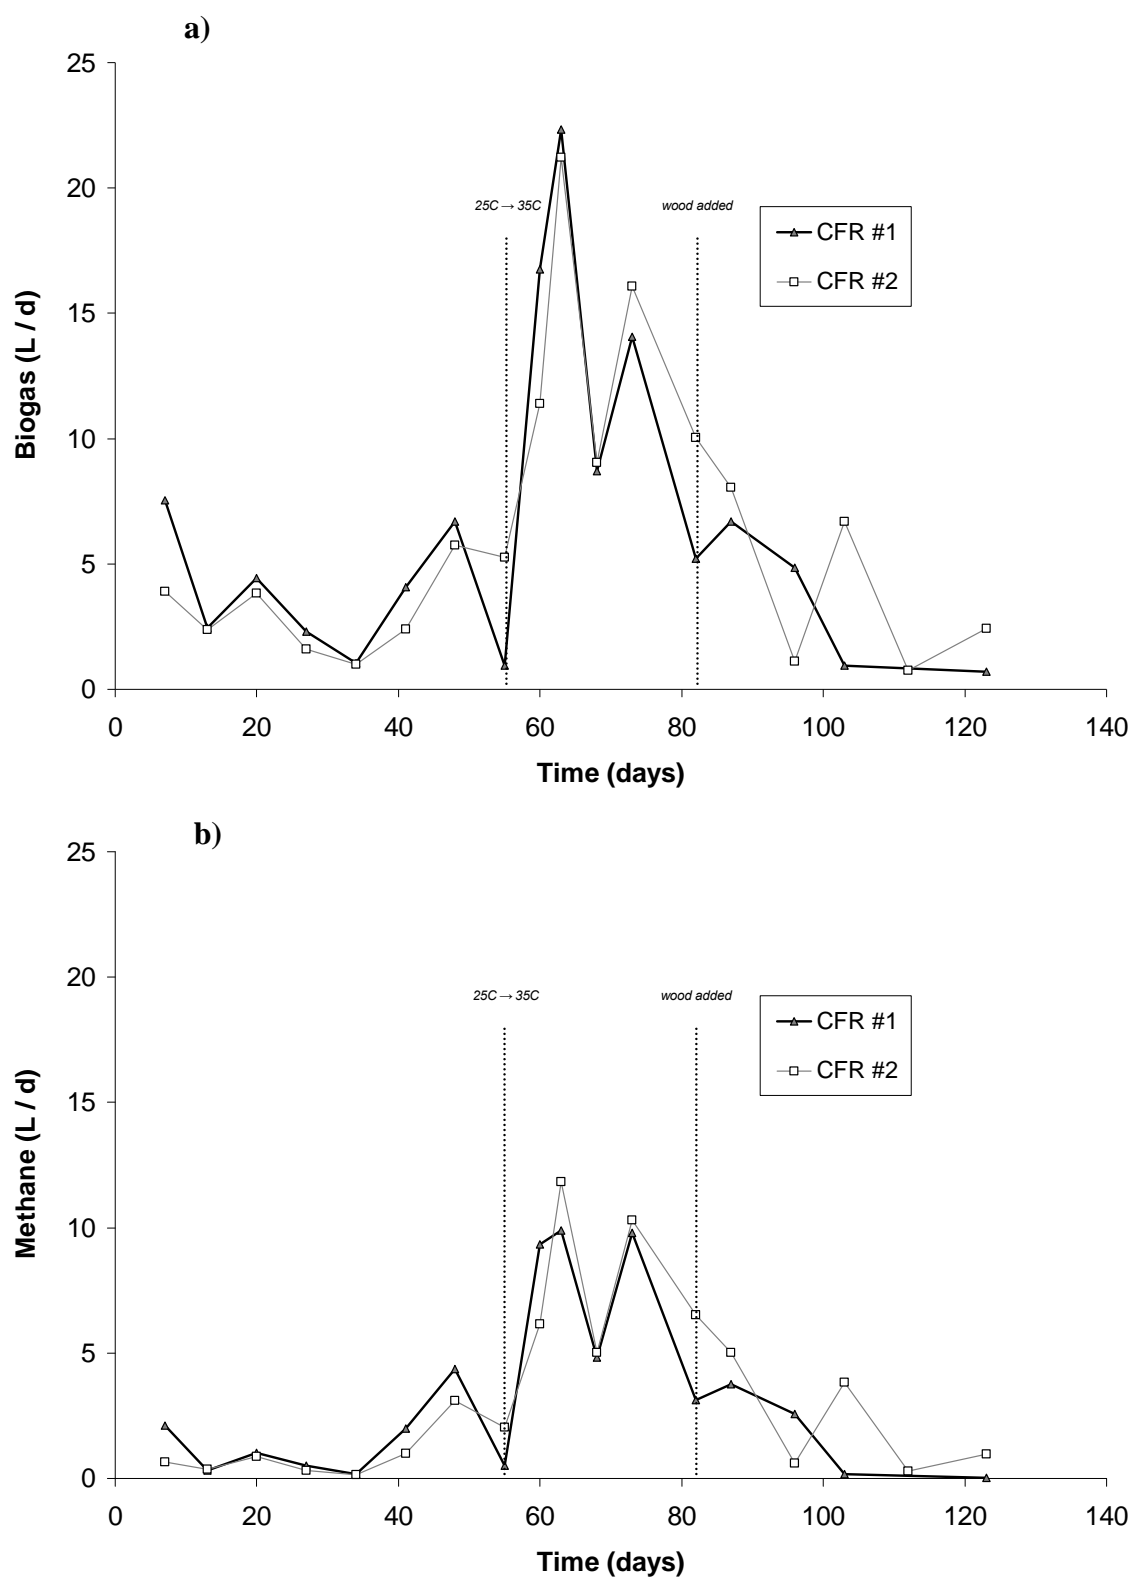 a)
25
20
15
10
5
0
Biogas (L / d)
25C → 35C
wood added
CFR #1
CFR #2
0 20 40 60 80 100 120 140
Time (days)
b)
25
20
15
10
5
0
Methane (L / d)
25C → 35C
wood added
CFR #1
CFR #2
0 20 40 60 80 100 120 140
Time (days)